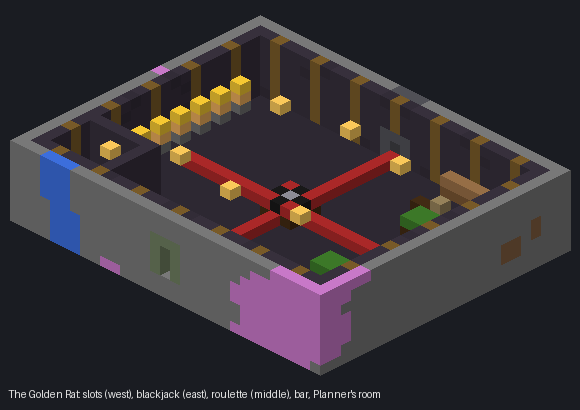 The Golden Rat: slots (west), blackjack (east), roulette (middle), bar, Planner's room